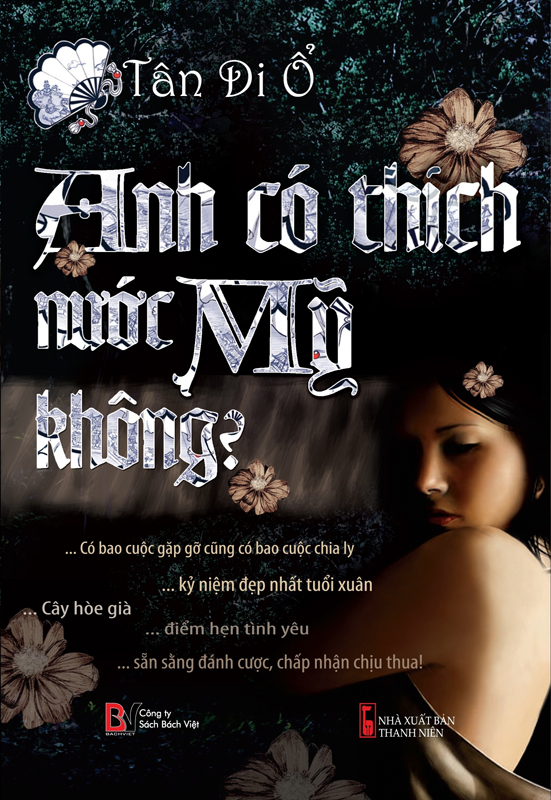 Tân Di Ổ
Anh có thích
nước Mỹ
không?
... Có bao cuộc gặp gỡ cũng có bao cuộc chia ly
... kỷ niệm đẹp nhất tuổi xuân
... Cây hòe già
... điểm hẹn tình yêu
... sẵn sằng đánh cược, chấp nhận chịu thua!
BV
BACHVIET
Công ty
Sách Bách Việt
NHÀ XUẤT BẢN
THANH NIÊN